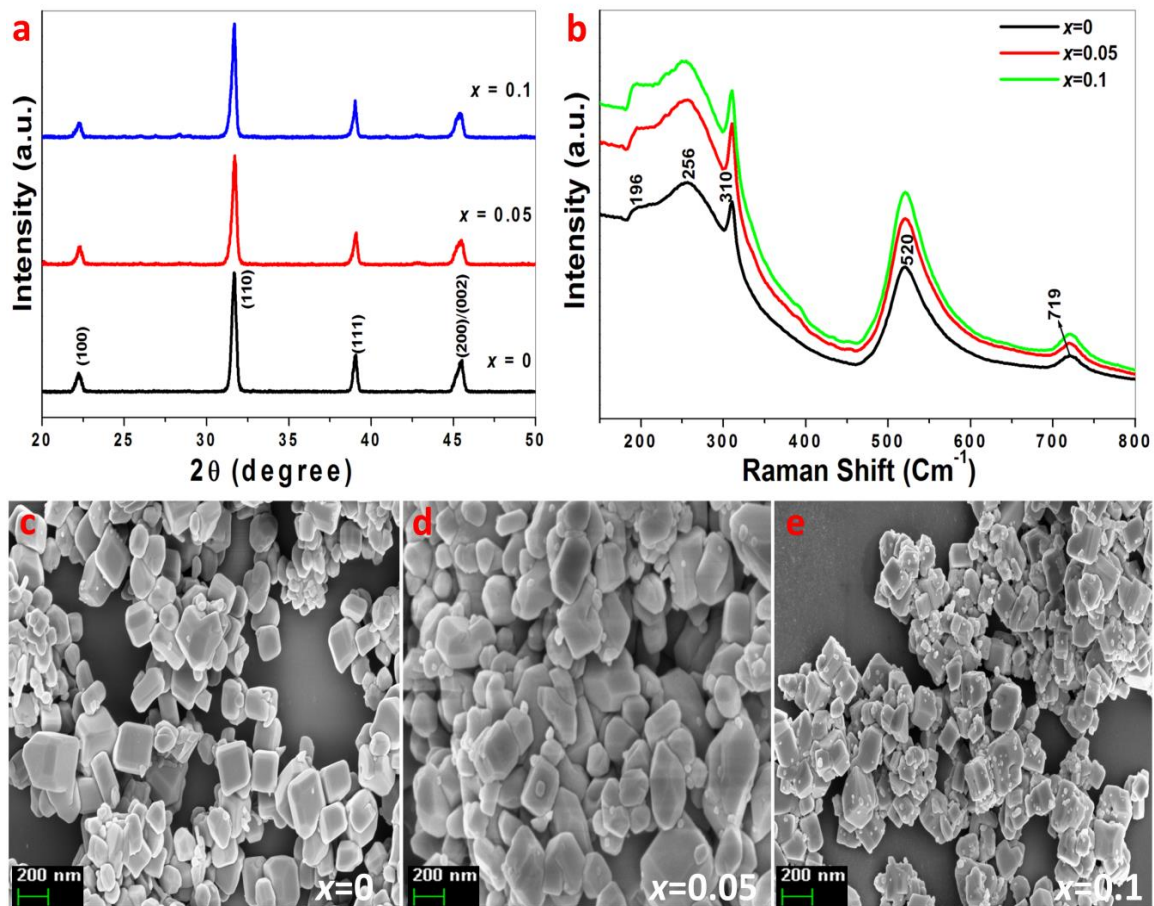 a
x = 0.1
x = 0.05
x = 0
(100)
(110)
(111)
(200)/(002)
Intensity (a.u.)
20 25 30 35 40 45 50
2θ (degree)
b
x=0
x=0.05
x=0.1
196
256
310
520
719
Intensity (a.u.)
200 300 400 500 600 700 800
Raman Shift (Cm⁻¹)
c
200 nm
x=0
d
200 nm
x=0.05
e
200 nm
x=0.1